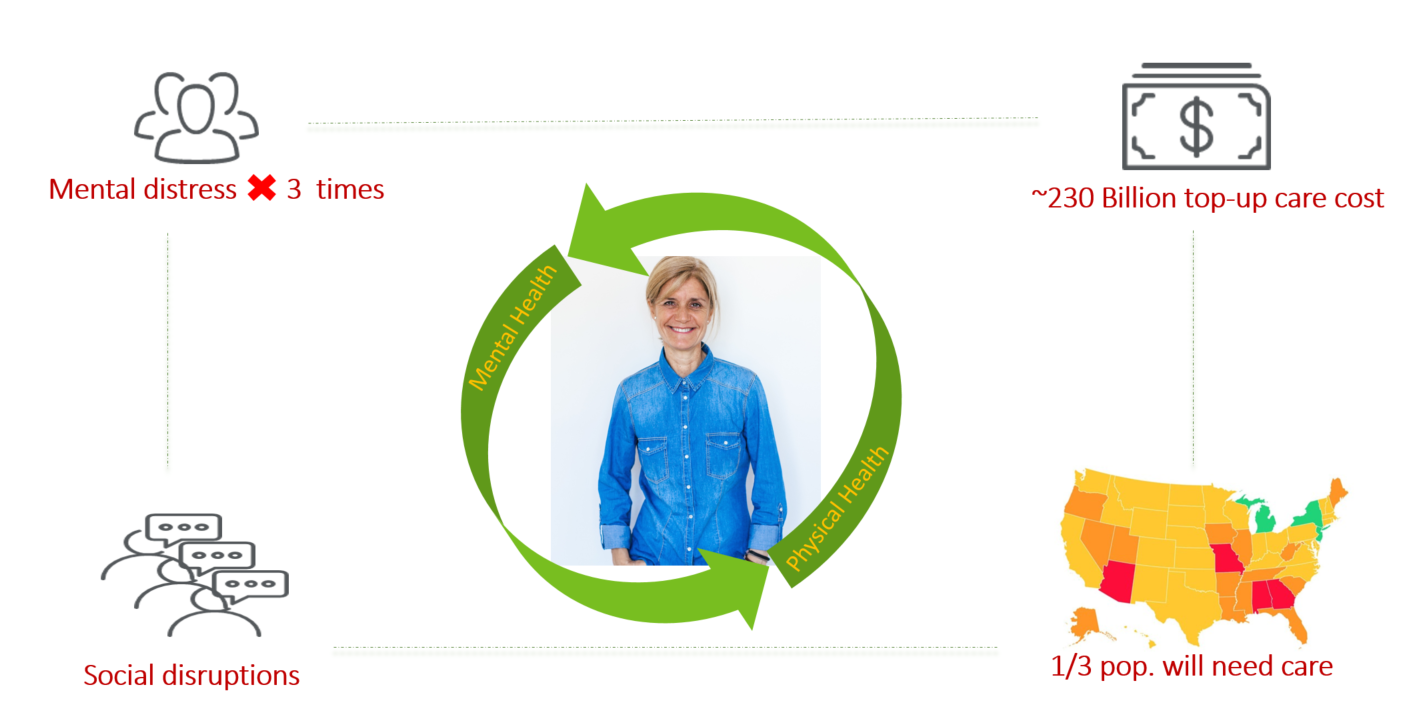 Mental distress ✖ 3 times
~230 Billion top-up care cost
Mental Health
Physical Health
Social disruptions
1/3 pop. will need care
$